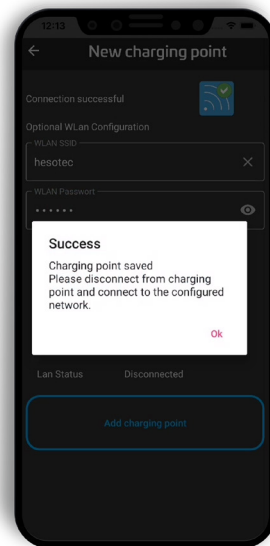 12:13
New charging point
Connection successful
Optional WLan Configuration
WLAN SSID
hesotec
WLAN Passwort
••••••
Success
Charging point saved
Please disconnect from charging
point and connect to the configured
network.
Ok
Lan Status Disconnected
Add charging point